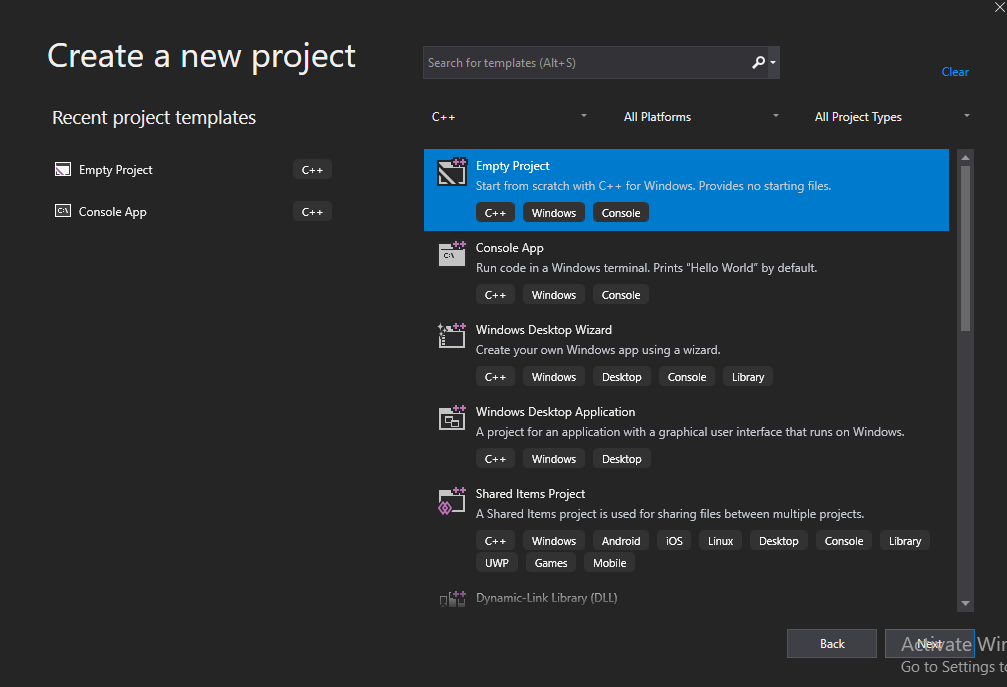 Create a new project
Search for templates (Alt+S)
Clear
Recent project templates
Empty Project C++
Console App C++
C++ All Platforms All Project Types
Empty Project
Start from scratch with C++ for Windows. Provides no starting files.
C++ Windows Console
Console App
C:\
Run code in a Windows terminal. Prints "Hello World" by default.
C++ Windows Console
Windows Desktop Wizard
Create your own Windows app using a wizard.
C++ Windows Desktop Console Library
Windows Desktop Application
A project for an application with a graphical user interface that runs on Windows.
C++ Windows Desktop
Shared Items Project
A Shared Items project is used for sharing files between multiple projects.
C++ Windows Android iOS Linux Desktop Console Library
UWP Games Mobile
Dynamic-Link Library (DLL)
Back Next
Activate Win
Go to Settings to